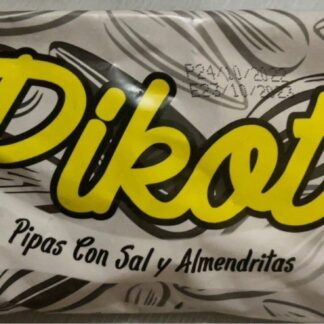 P24/10/2022
E23/10/2023
Pikot
Pipas Con Sal y Almendritas